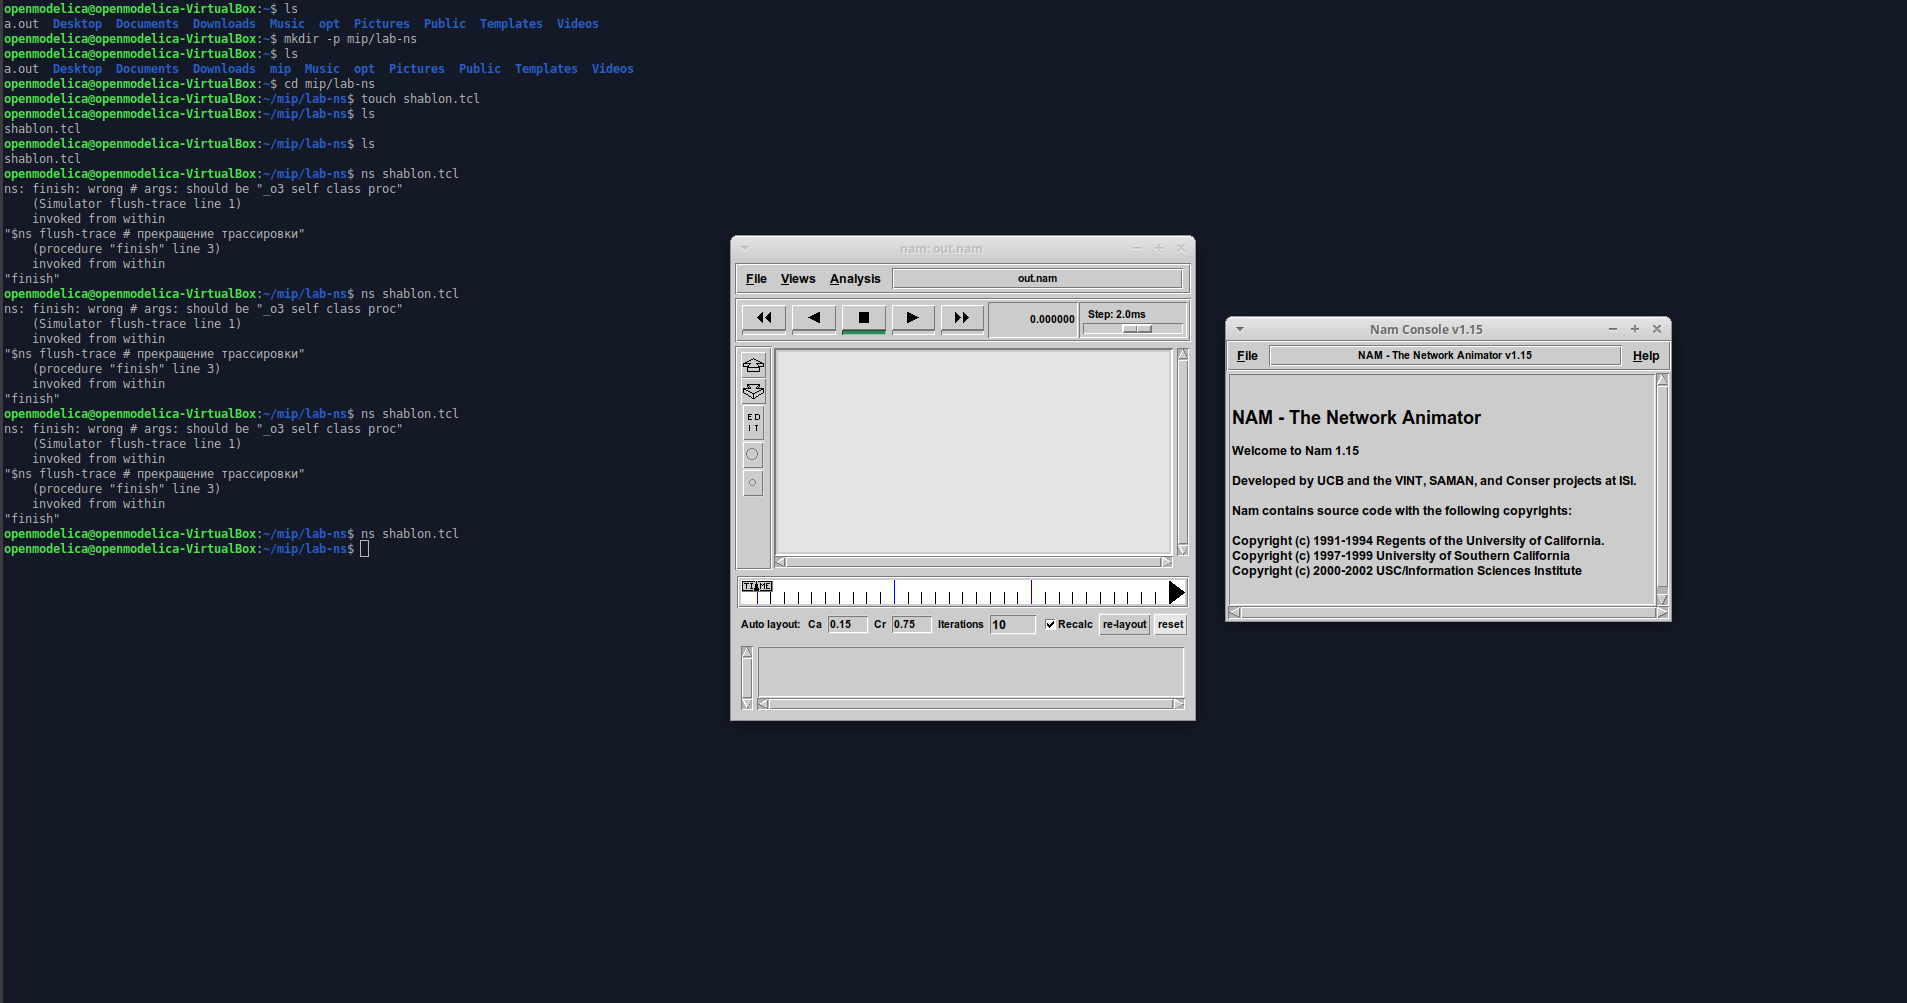 openmodelica@openmodelica-VirtualBox:~$ ls
a.out  Desktop  Documents  Downloads  Music  opt  Pictures  Public  Templates  Videos
openmodelica@openmodelica-VirtualBox:~$ mkdir -p mip/lab-ns
openmodelica@openmodelica-VirtualBox:~$ ls
a.out  Desktop  Documents  Downloads  mip  Music  opt  Pictures  Public  Templates  Videos
openmodelica@openmodelica-VirtualBox:~$ cd mip/lab-ns
openmodelica@openmodelica-VirtualBox:~/mip/lab-ns$ touch shablon.tcl
openmodelica@openmodelica-VirtualBox:~/mip/lab-ns$ ls
shablon.tcl
openmodelica@openmodelica-VirtualBox:~/mip/lab-ns$ ls
shablon.tcl
openmodelica@openmodelica-VirtualBox:~/mip/lab-ns$ ns shablon.tcl
ns: finish: wrong # args: should be "_o3 self class proc"
    (Simulator flush-trace line 1)
    invoked from within
"$ns flush-trace # прекращение трассировки"
    (procedure "finish" line 3)
    invoked from within
"finish"
openmodelica@openmodelica-VirtualBox:~/mip/lab-ns$ ns shablon.tcl
ns: finish: wrong # args: should be "_o3 self class proc"
    (Simulator flush-trace line 1)
    invoked from within
"$ns flush-trace # прекращение трассировки"
    (procedure "finish" line 3)
    invoked from within
"finish"
openmodelica@openmodelica-VirtualBox:~/mip/lab-ns$ ns shablon.tcl
ns: finish: wrong # args: should be "_o3 self class proc"
    (Simulator flush-trace line 1)
    invoked from within
"$ns flush-trace # прекращение трассировки"
    (procedure "finish" line 3)
    invoked from within
"finish"
openmodelica@openmodelica-VirtualBox:~/mip/lab-ns$ ns shablon.tcl
openmodelica@openmodelica-VirtualBox:~/mip/lab-ns$
nam: out.nam
File Views Analysis out.nam
0.000000 Step: 2.0ms
ED
IT
TIME
Auto layout: Ca 0.15 Cr 0.75 Iterations 10 Recalc re-layout reset
Nam Console v1.15
File NAM - The Network Animator v1.15 Help
NAM - The Network Animator
Welcome to Nam 1.15
Developed by UCB and the VINT, SAMAN, and Conser projects at ISI.
Nam contains source code with the following copyrights:
Copyright (c) 1991-1994 Regents of the University of California.
Copyright (c) 1997-1999 University of Southern California
Copyright (c) 2000-2002 USC/Information Sciences Institute